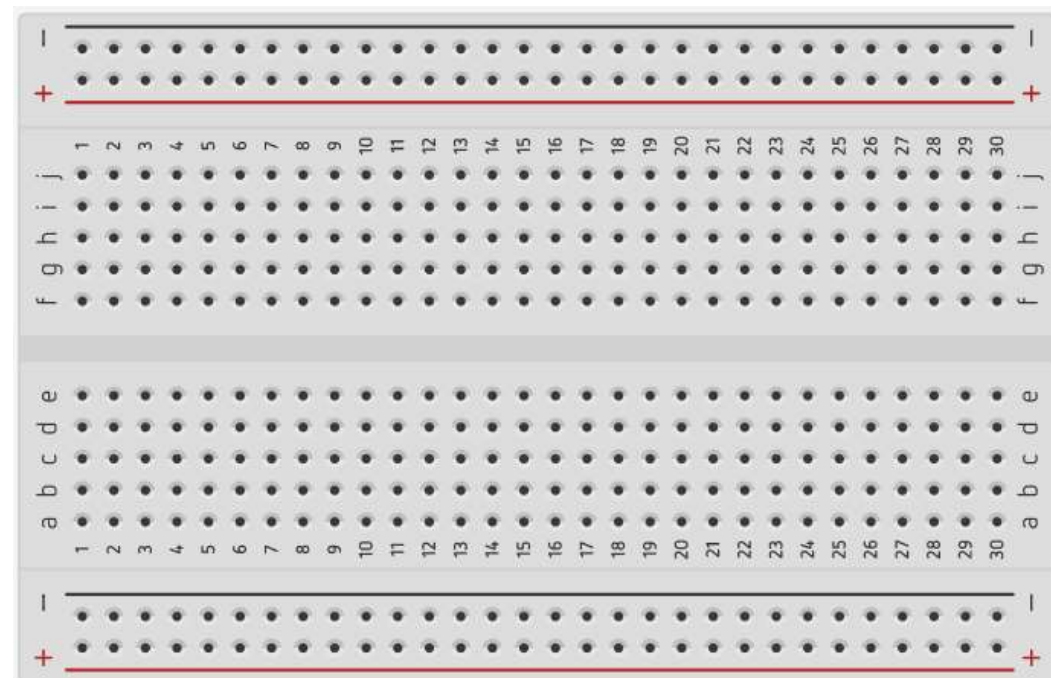 − −
+ +
1 2 3 4 5 6 7 8 9 10 11 12 13 14 15 16 17 18 19 20 21 22 23 24 25 26 27 28 29 30
j j
i i
h h
g g
f f
e e
d d
c c
b b
a a
1 2 3 4 5 6 7 8 9 10 11 12 13 14 15 16 17 18 19 20 21 22 23 24 25 26 27 28 29 30
− −
+ +